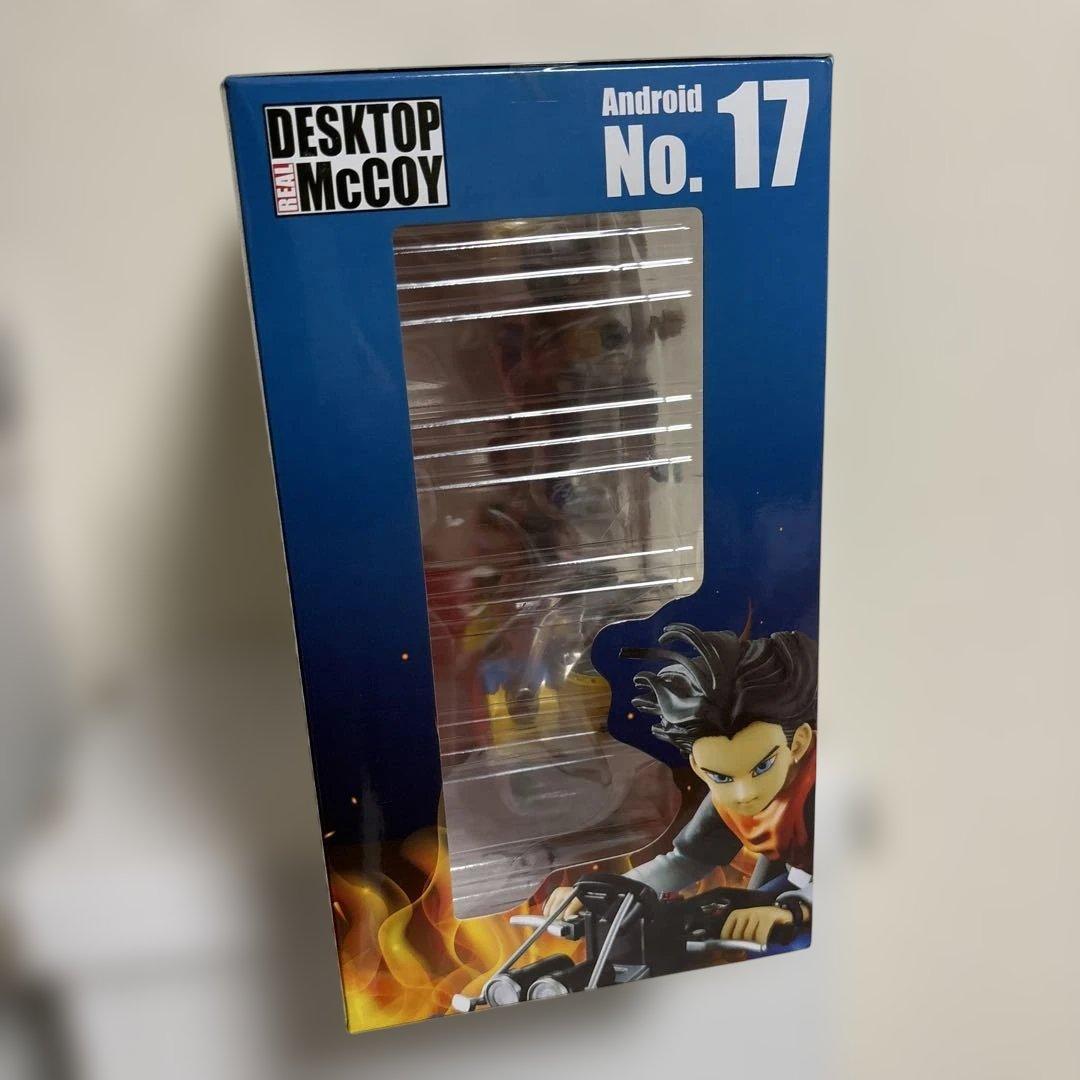 DESKTOP
REAL McCOY
Android
No. 17